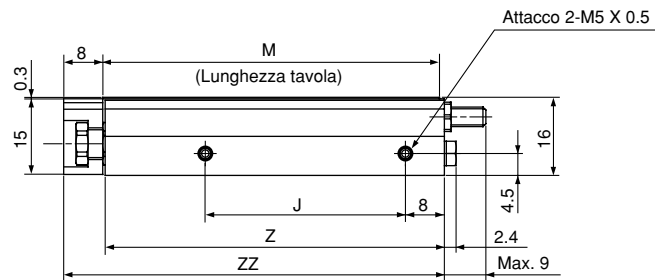 Attacco 2-M5 X 0.5
M
8
(Lunghezza tavola)
0.3
15
16
4.5
J
8
Z
2.4
ZZ
Max. 9